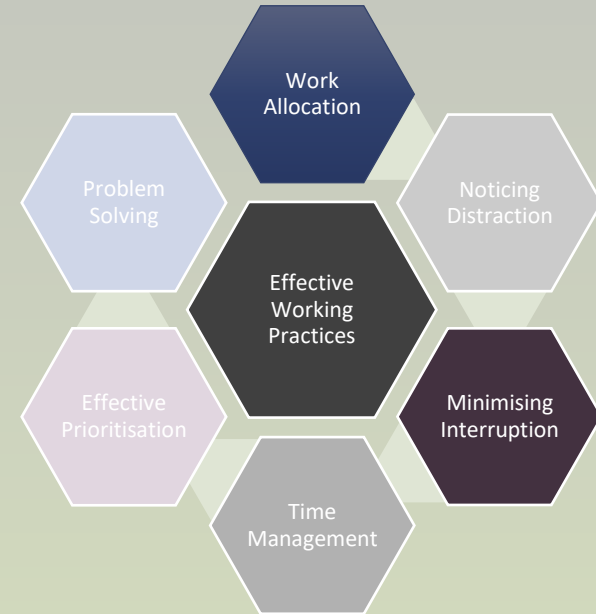 Work
Allocation
Problem
Solving
Noticing
Distraction
Effective
Working
Practices
Effective
Prioritisation
Minimising
Interruption
Time
Management